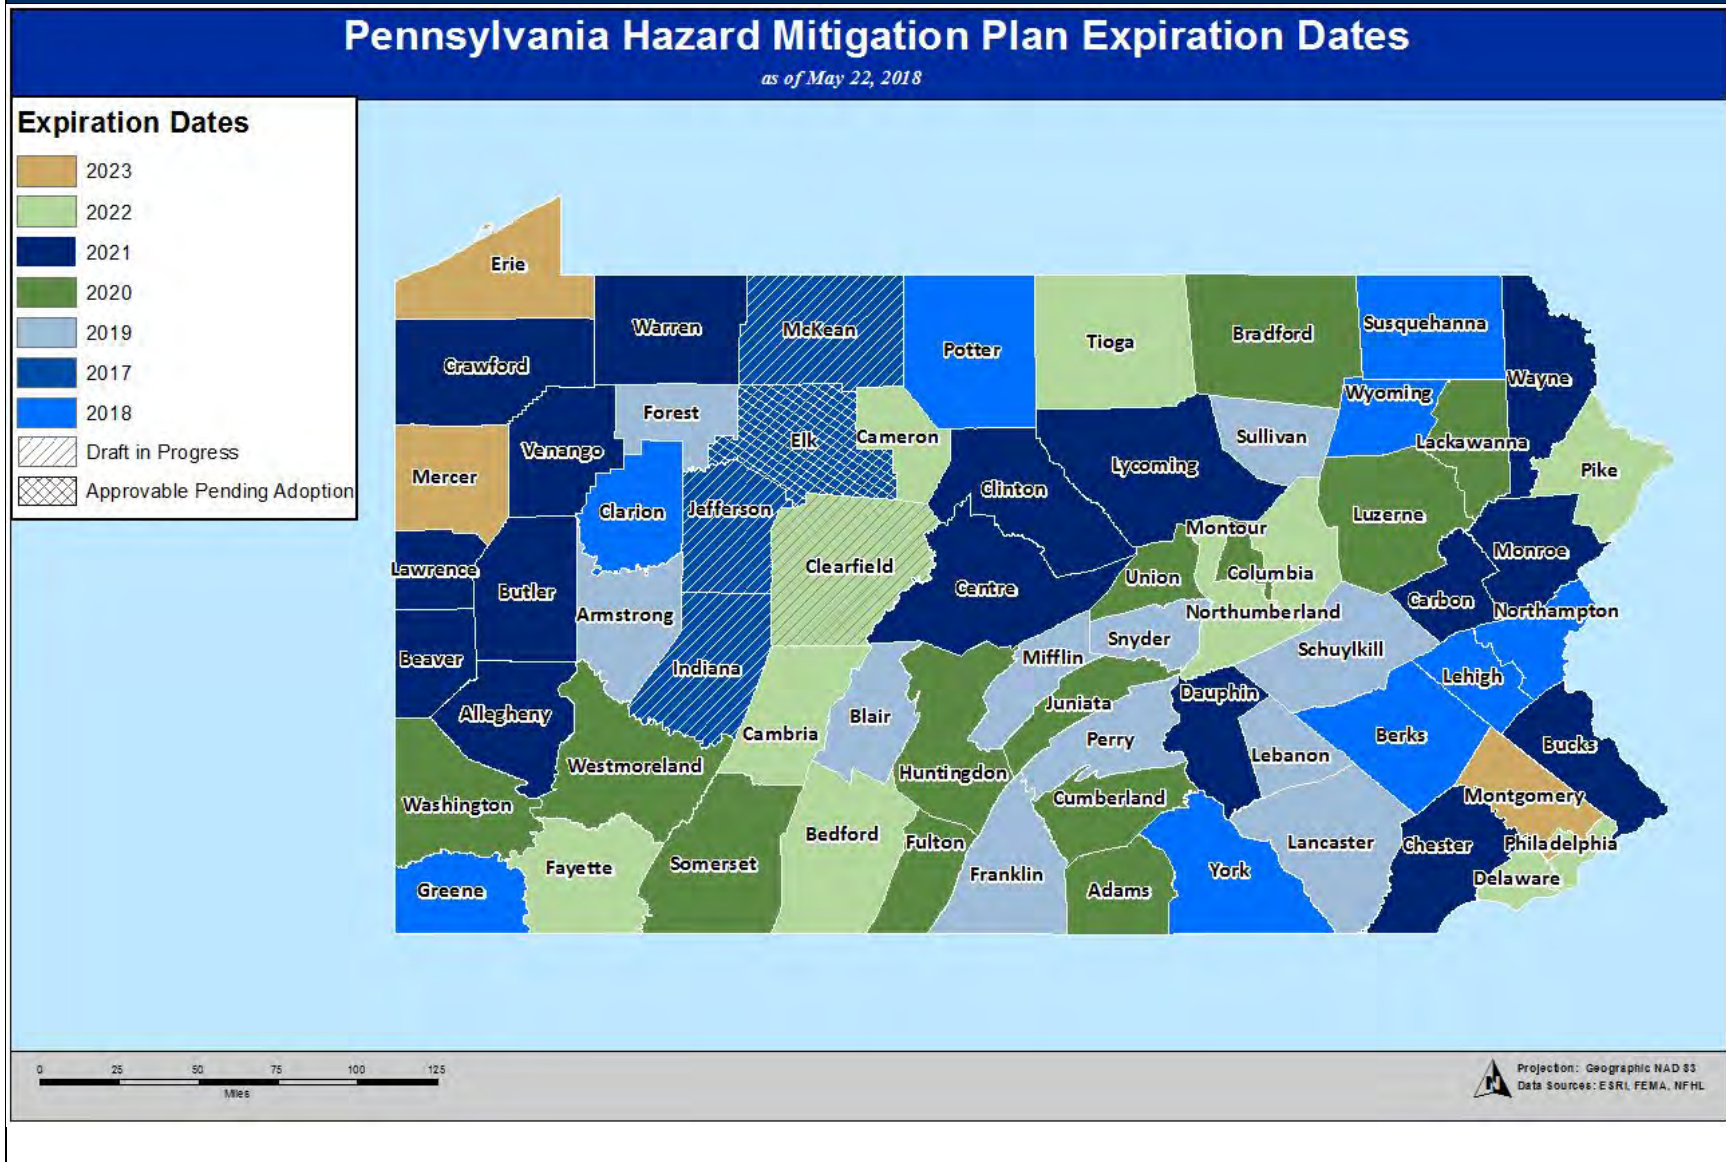 Pennsylvania Hazard Mitigation Plan Expiration Dates
as of May 22, 2018
Expiration Dates
2023
2022
2021
2020
2019
2017
2018
Draft in Progress
Approvable Pending Adoption
Erie
Warren
McKean
Potter
Tioga
Bradford
Susquehanna
Crawford
Wayne
Wyoming
Forest
Elk
Cameron
Sullivan
Lackawanna
Venango
Lycoming
Mercer
Pike
Clinton
Clarion
Jefferson
Luzerne
Montour
Monroe
Lawrence
Clearfield
Butler
Centre
Union
Columbia
Carbon
Northampton
Armstrong
Northumberland
Snyder
Schuylkill
Beaver
Mifflin
Indiana
Lehigh
Dauphin
Juniata
Allegheny
Blair
Cambria
Perry
Berks
Bucks
Lebanon
Westmoreland
Huntingdon
Washington
Cumberland
Montgomery
Bedford
Fulton
Lancaster
Chester
Philadelphia
Fayette
Somerset
Franklin
York
Delaware
Greene
Adams
0 25 50 75 100 125
Miles
N
Projection: Geographic NAD 83
Data Sources: ESRI, FEMA, NFHL